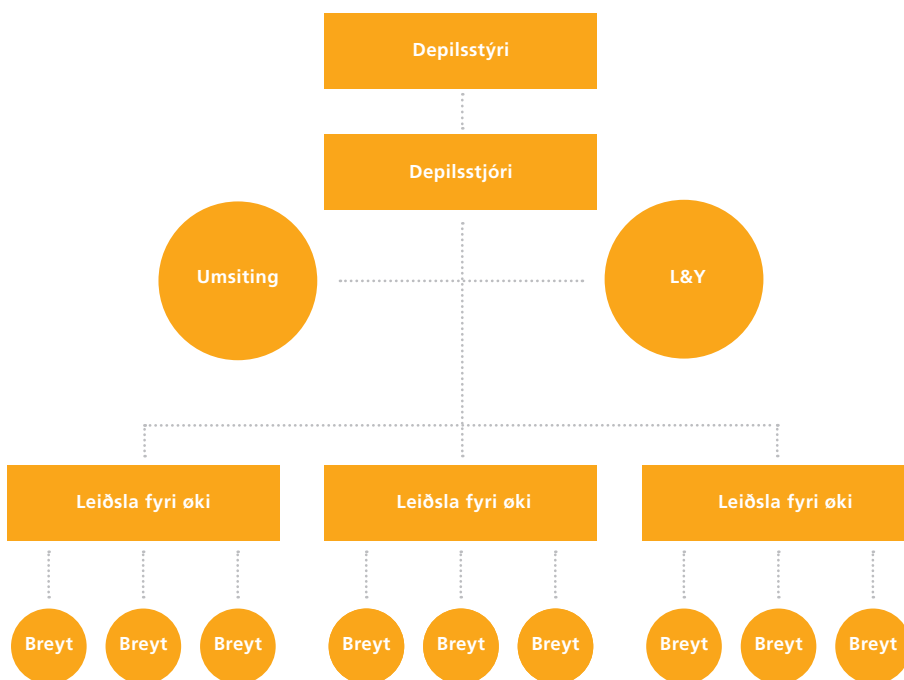 Depilsstýri
Depilsstjóri
Umsiting
L&Y
Leiðsla fyri øki
Leiðsla fyri øki
Leiðsla fyri øki
Breyt
Breyt
Breyt
Breyt
Breyt
Breyt
Breyt
Breyt
Breyt